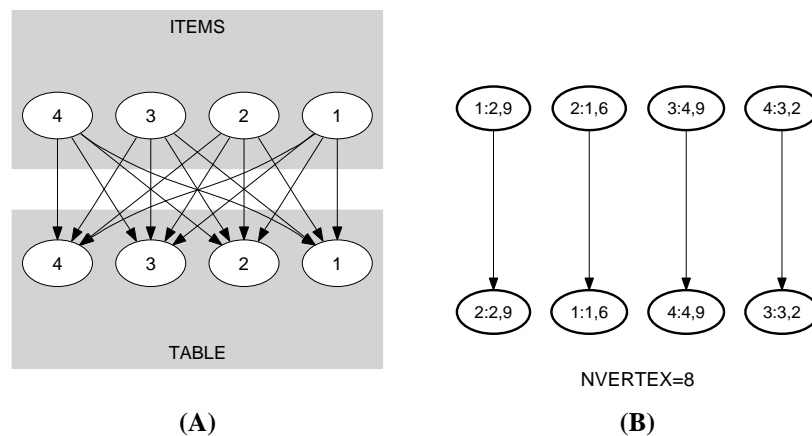 ITEMS
4 3 2 1
4 3 2 1
TABLE
(A)
1:2,9 2:1,6 3:4,9 4:3,2
2:2,9 1:1,6 4:4,9 3:3,2
NVERTEX=8
(B)